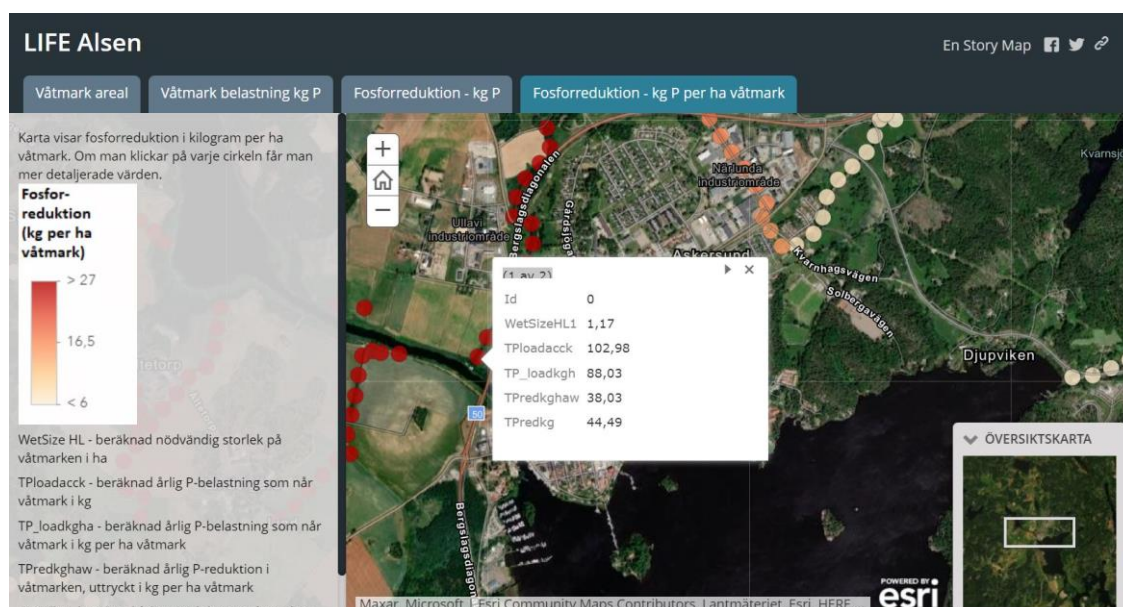 LIFE Alsen
En Story Map
Våtmark areal
Våtmark belastning kg P
Fosforreduktion - kg P
Fosforreduktion - kg P per ha våtmark
Karta visar fosforreduktion i kilogram per ha
våtmark. Om man klickar på varje cirkeln får man
mer detaljerade värden.
Fosfor-
reduktion
(kg per ha
våtmark)
> 27
16,5
< 6
WetSize HL - beräknad nödvändig storlek på
våtmarken i ha
TPloadacck - beräknad årlig P-belastning som når
våtmark i kg
TP_loadkgha - beräknad årlig P-belastning som når
våtmark i kg per ha våtmark
TPredkghaw - beräknad årlig P-reduktion i
våtmarken, uttryckt i kg per ha våtmark
+
−
Ullavi
industriområde
Bergslagsdiagonalen
Närlunda
industriområde
Askersund
Kvarnhagsvägen
Solbergavägen
Djupviken
50
(1 av 2)
Id 0
WetSizeHL1 1,17
TPloadacck 102,98
TP_loadkgh 88,03
TPredkghaw 38,03
TPredkg 44,49
ÖVERSIKTSKARTA
POWERED BY
esri
Maxar, Microsoft | Esri Community Maps Contributors, Lantmäteriet, Esri, HERE